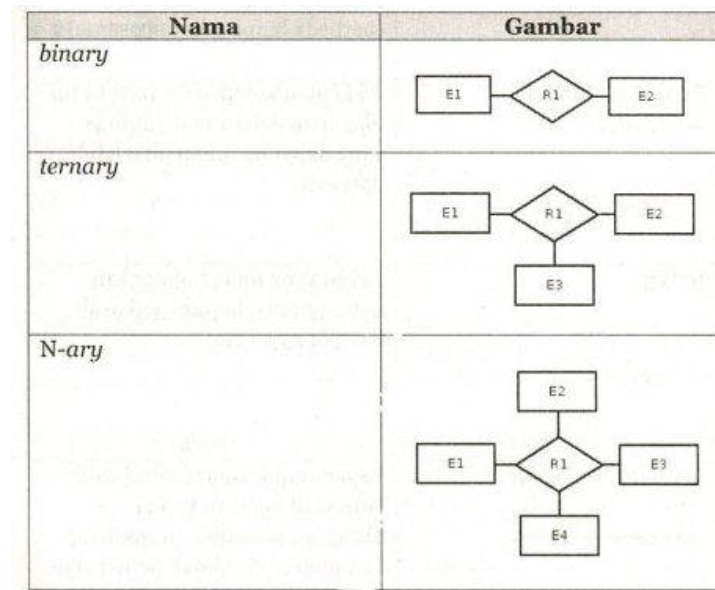 Nama Gambar
binary
E1 R1 E2
ternary
E1 R1 E2
E3
N-ary
E2
E1 R1 E3
E4